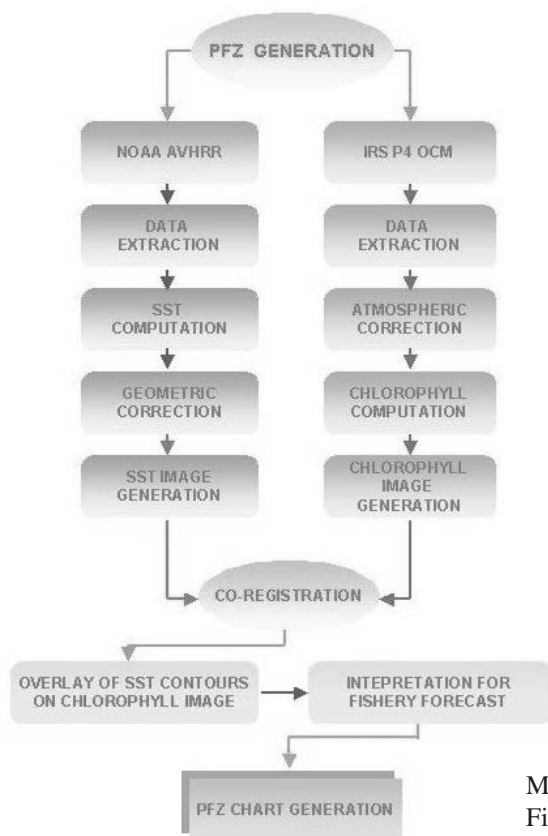 PFZ GENERATION
NOAA AVHRR
IRS P4 OCM
DATA
EXTRACTION
DATA
EXTRACTION
SST
COMPUTATION
ATMOSPHERIC
CORRECTION
GEOMETRIC
CORRECTION
CHLOROPHYLL
COMPUTATION
SST IMAGE
GENERATION
CHLOROPHYLL
IMAGE
GENERATION
CO-REGISTRATION
OVERLAY OF SST CONTOURS
ON CHLOROPHYLL IMAGE
INTEPRETATION FOR
FISHERY FORECAST
PFZ CHART GENERATION
M
Fi